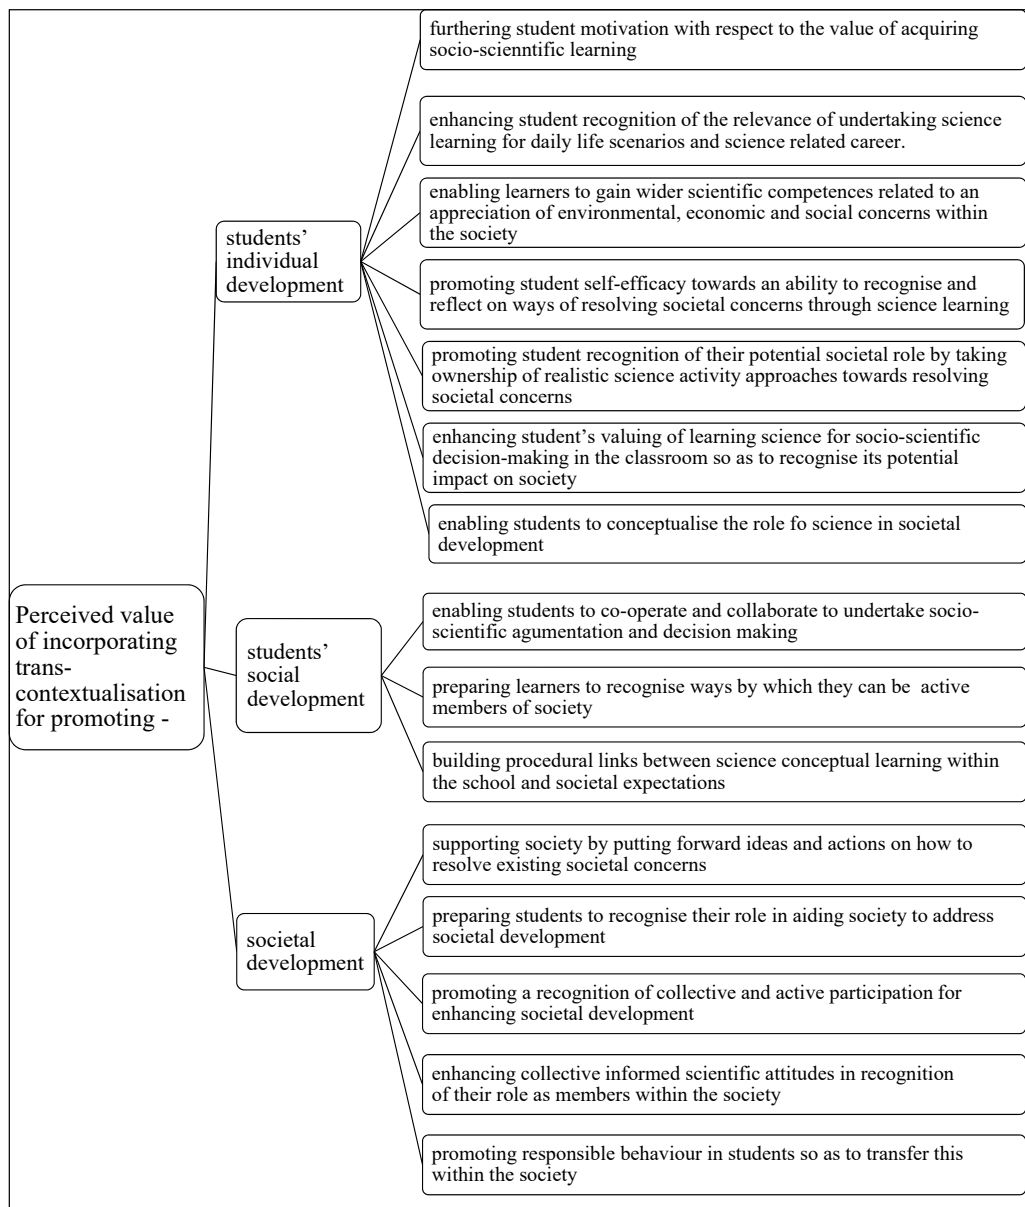 furthering student motivation with respect to the value of acquiring
socio-scienntific learning
enhancing student recognition of the relevance of undertaking science
learning for daily life scenarios and science related career.
enabling learners to gain wider scientific competences related to an
appreciation of environmental, economic and social concerns within
the society
students’
individual
development
promoting student self-efficacy towards an ability to recognise and
reflect on ways of resolving societal concerns through science learning
promoting student recognition of their potential societal role by taking
ownership of realistic science activity approaches towards resolving
societal concerns
enhancing student’s valuing of learning science for socio-scientific
decision-making in the classroom so as to recognise its potential
impact on society
enabling students to conceptualise the role fo science in societal
development
Perceived value
of incorporating
trans-
contextualisation
for promoting -
students’
social
development
enabling students to co-operate and collaborate to undertake socio-
scientific agumentation and decision making
preparing learners to recognise ways by which they can be active
members of society
building procedural links between science conceptual learning within
the school and societal expectations
societal
development
supporting society by putting forward ideas and actions on how to
resolve existing societal concerns
preparing students to recognise their role in aiding society to address
societal development
promoting a recognition of collective and active participation for
enhancing societal development
enhancing collective informed scientific attitudes in recognition
of their role as members within the society
promoting responsible behaviour in students so as to transfer this
within the society